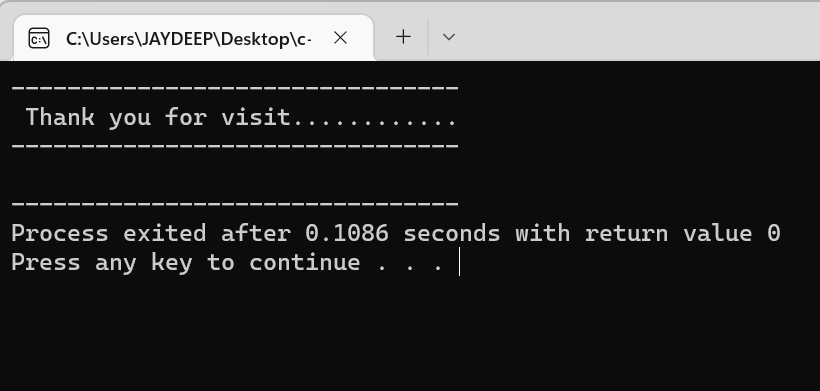 C:\Users\JAYDEEP\Desktop\c-
--------------------------------
Thank you for visit............
--------------------------------
--------------------------------
Process exited after 0.1086 seconds with return value 0
Press any key to continue . . .